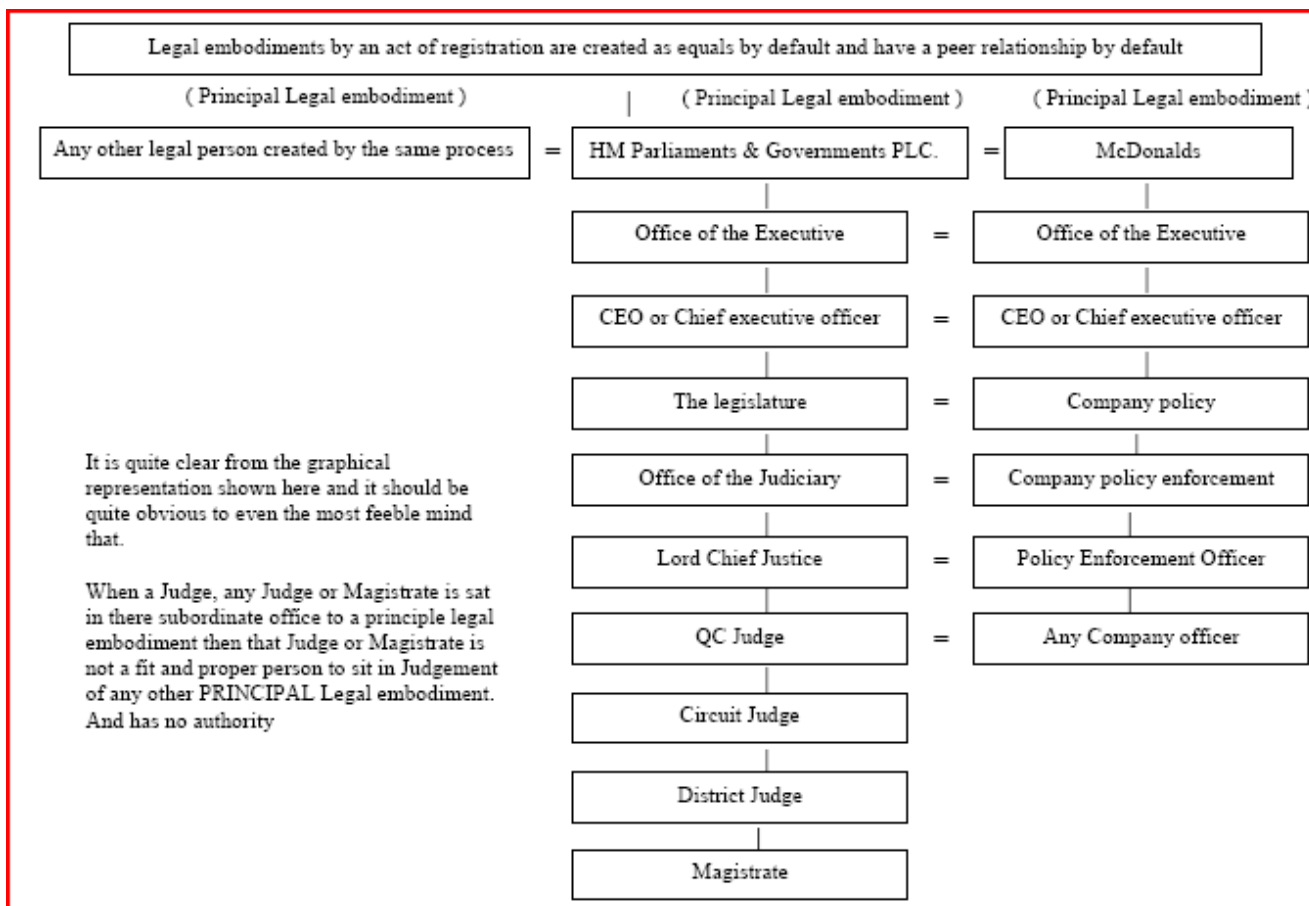 Legal embodiments by an act of registration are created as equals by default and have a peer relationship by default
( Principal Legal embodiment ) ( Principal Legal embodiment ) ( Principal Legal embodiment )
Any other legal person created by the same process = HM Parliaments & Governments PLC. = McDonalds
Office of the Executive = Office of the Executive
CEO or Chief executive officer = CEO or Chief executive officer
The legislature = Company policy
Office of the Judiciary = Company policy enforcement
Lord Chief Justice = Policy Enforcement Officer
QC Judge = Any Company officer
Circuit Judge
District Judge
Magistrate
It is quite clear from the graphical
representation shown here and it should be
quite obvious to even the most feeble mind
that.
When a Judge, any Judge or Magistrate is sat
in there subordinate office to a principle legal
embodiment then that Judge or Magistrate is
not a fit and proper person to sit in Judgement
of any other PRINCIPAL Legal embodiment.
And has no authority